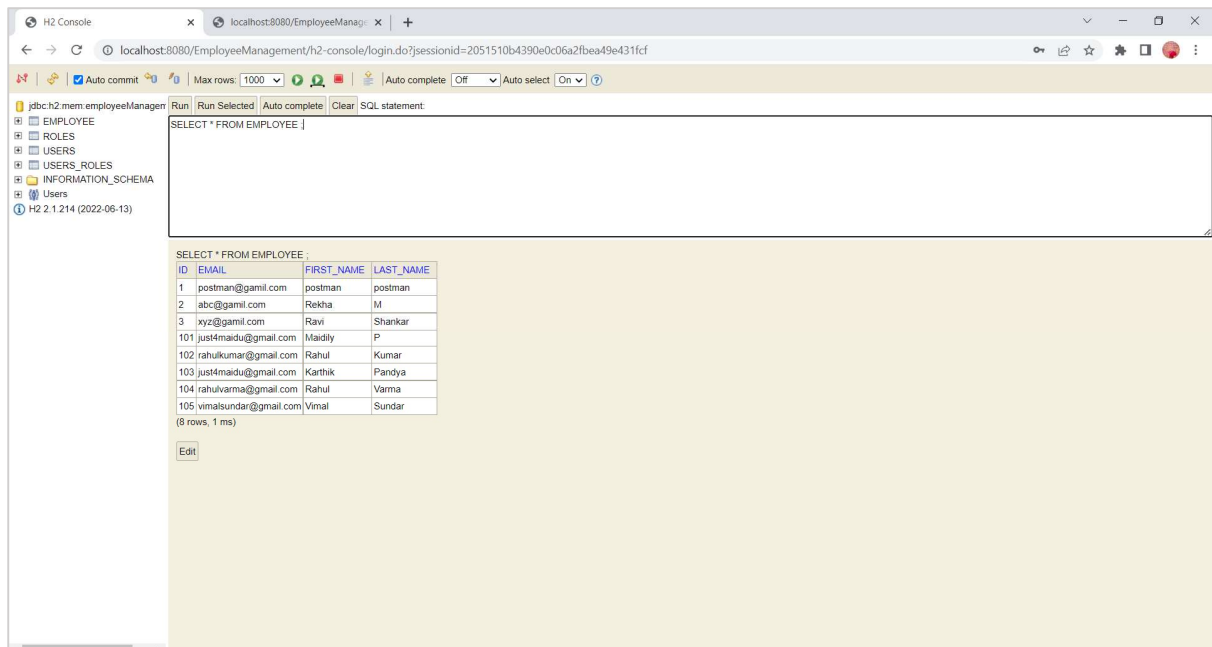 H2 Console
localhost:8080/EmployeeManage
localhost:8080/EmployeeManagement/h2-console/login.do?jsessionid=2051510b4390e0c06a2fbea49e431fcf
Auto commit Max rows: 1000 Auto complete Off Auto select On
jdbc:h2:mem:employeeManagem
EMPLOYEE
ROLES
USERS
USERS_ROLES
INFORMATION_SCHEMA
Users
H2 2.1.214 (2022-06-13)
Run Run Selected Auto complete Clear SQL statement:
SELECT * FROM EMPLOYEE ;
SELECT * FROM EMPLOYEE ;
ID EMAIL FIRST_NAME LAST_NAME
1 postman@gamil.com postman postman
2 abc@gamil.com Rekha M
3 xyz@gamil.com Ravi Shankar
101 just4maidu@gmail.com Maidily P
102 rahulkumar@gmail.com Rahul Kumar
103 just4maidu@gmail.com Karthik Pandya
104 rahulvarma@gmail.com Rahul Varma
105 vimalsundar@gmail.com Vimal Sundar
(8 rows, 1 ms)
Edit